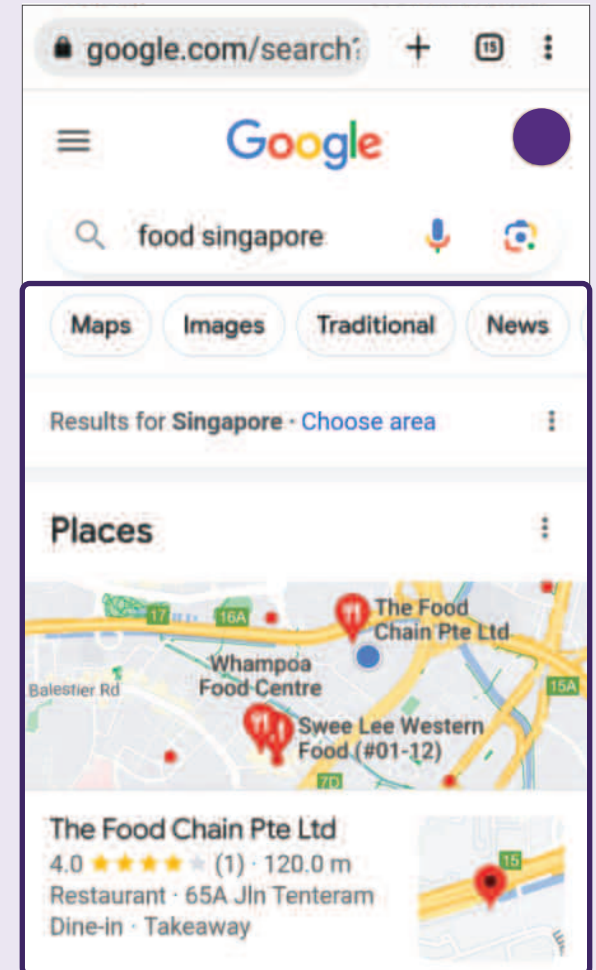 google.com/search?
15
Google
food singapore
Maps
Images
Traditional
News
Results for Singapore · Choose area
Places
17
16A
The Food
Chain Pte Ltd
Whampoa
Food Centre
Balestier Rd
15A
Swee Lee Western
Food (#01-12)
7D
The Food Chain Pte Ltd
4.0 (1) · 120.0 m
Restaurant · 65A Jln Tenteram
Dine-in · Takeaway
15